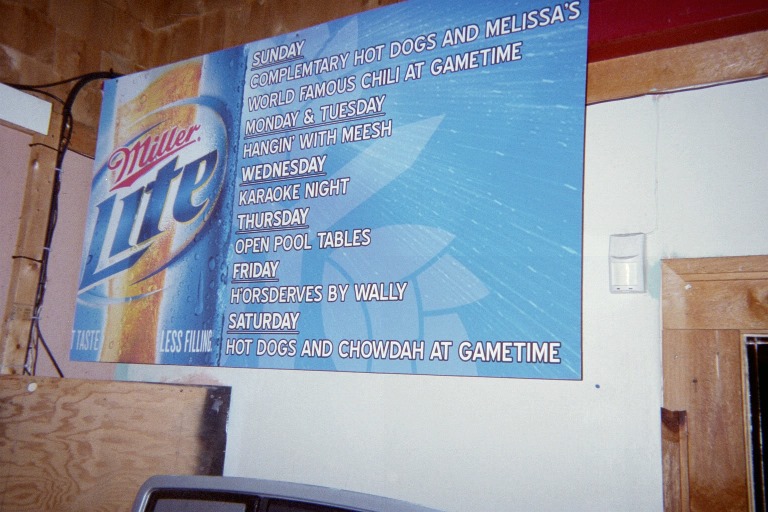 SUNDAY
COMPLEMTARY HOT DOGS AND MELISSA'S
WORLD FAMOUS CHILI AT GAMETIME
MONDAY & TUESDAY
HANGIN' WITH MEESH
WEDNESDAY
KARAOKE NIGHT
THURSDAY
OPEN POOL TABLES
FRIDAY
H'ORSDERVES BY WALLY
SATURDAY
HOT DOGS AND CHOWDAH AT GAMETIME
Miller
Lite
T TASTE LESS FILLING.